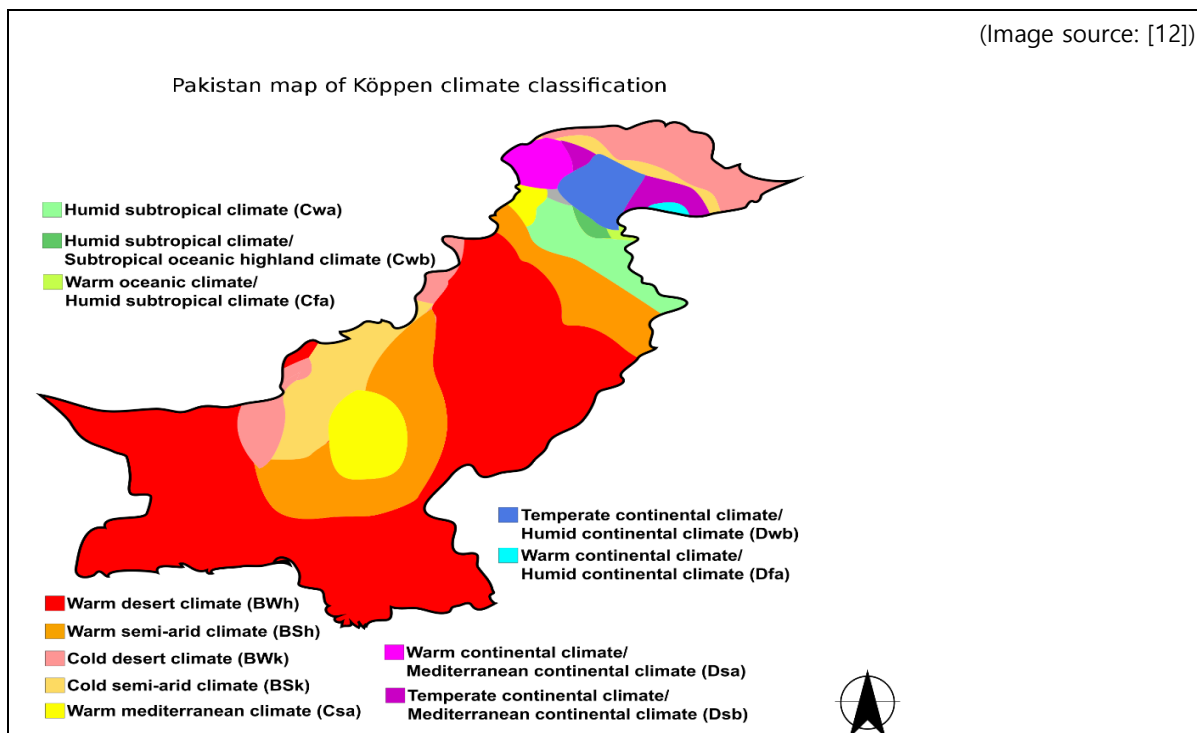 (Image source: [12])
Pakistan map of Köppen climate classification
Humid subtropical climate (Cwa)
Humid subtropical climate/
Subtropical oceanic highland climate (Cwb)
Warm oceanic climate/
Humid subtropical climate (Cfa)
Temperate continental climate/
Humid continental climate (Dwb)
Warm continental climate/
Humid continental climate (Dfa)
Warm desert climate (BWh)
Warm semi-arid climate (BSh)
Cold desert climate (BWk)
Cold semi-arid climate (BSk)
Warm mediterranean climate (Csa)
Warm continental climate/
Mediterranean continental climate (Dsa)
Temperate continental climate/
Mediterranean continental climate (Dsb)